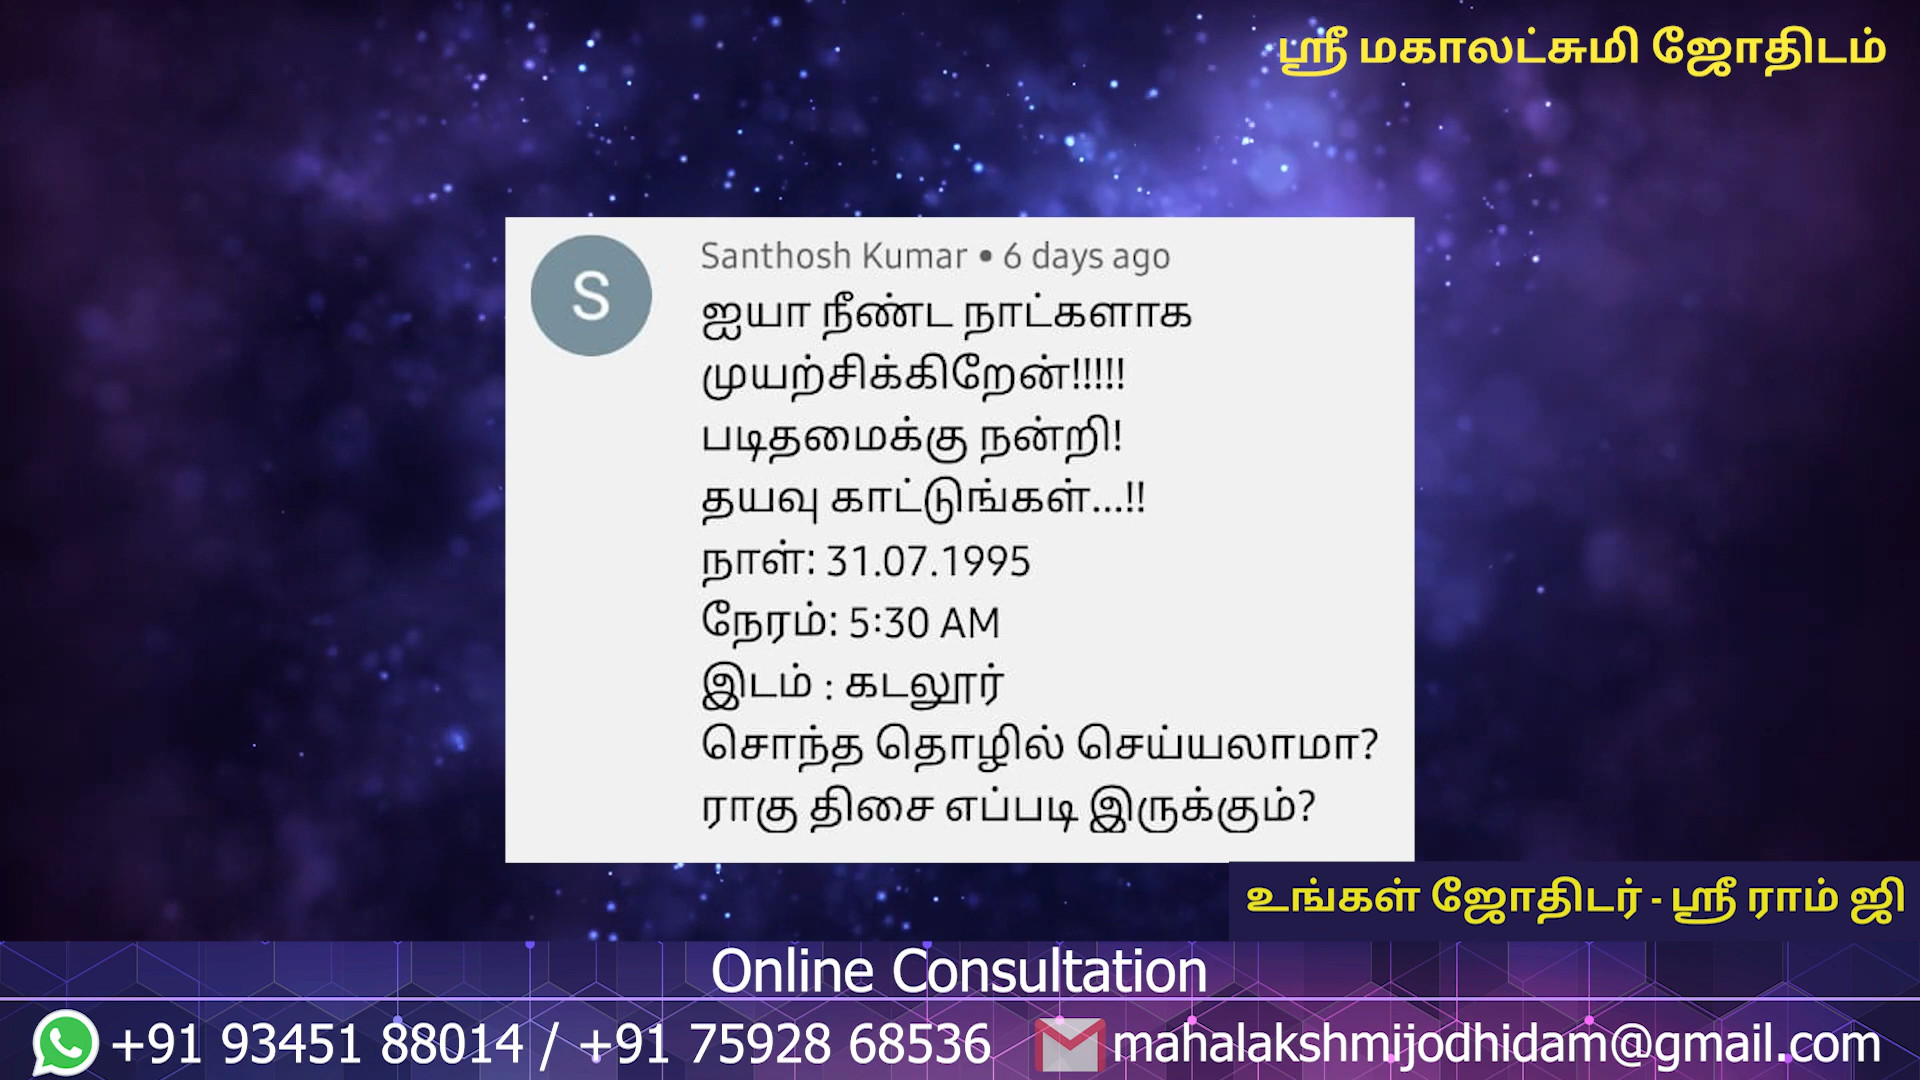 ஸ்ரீ மகாலட்சுமி ஜோதிடம்
S
Santhosh Kumar • 6 days ago
ஐயா நீண்ட நாட்களாக
முயற்சிக்கிறேன்!!!!!
படிதமைக்கு நன்றி!
தயவு காட்டுங்கள்...!!
நாள்: 31.07.1995
நேரம்: 5:30 AM
இடம் : கடலூர்
சொந்த தொழில் செய்யலாமா?
ராகு திசை எப்படி இருக்கும்?
உங்கள் ஜோதிடர் - ஸ்ரீ ராம் ஜி
Online Consultation
+91 93451 88014 / +91 75928 68536 mahalakshmijodhidam@gmail.com